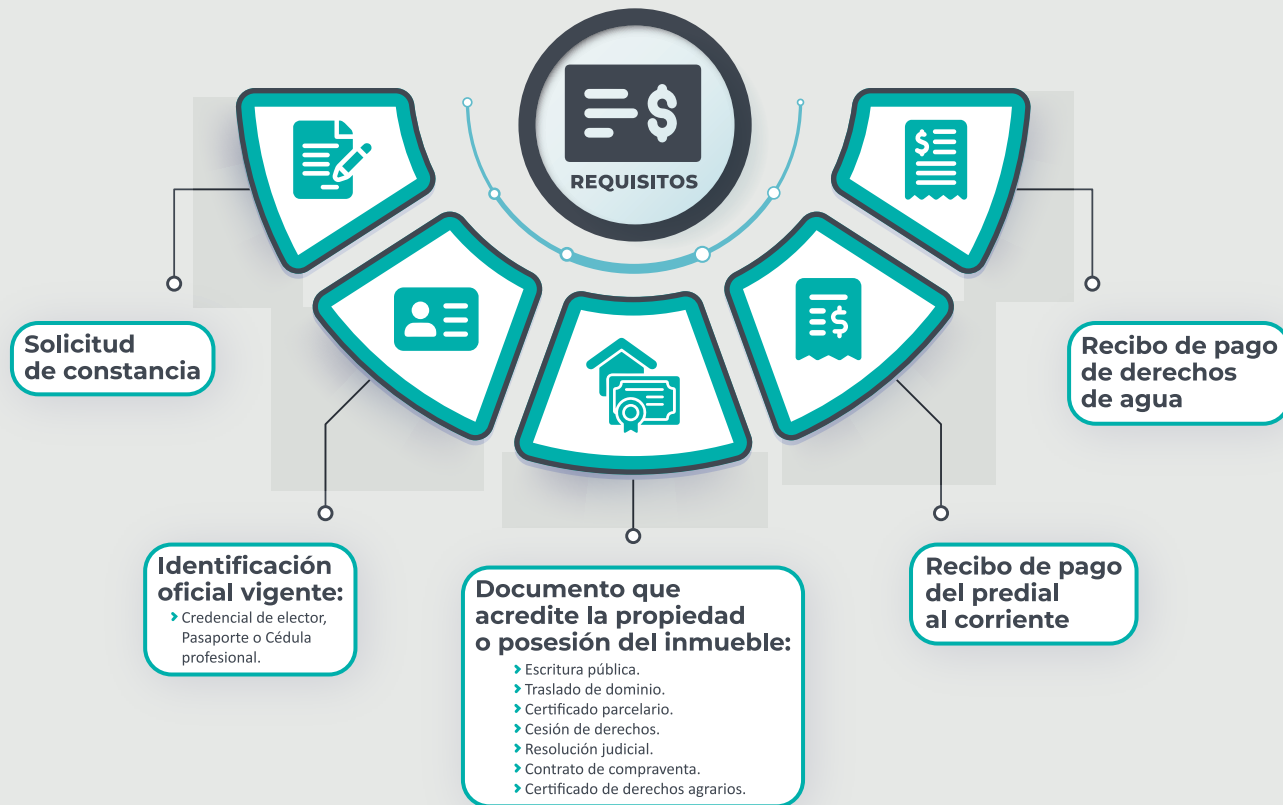 REQUISITOS
Solicitud
de constancia
Identificación
oficial vigente:
Credencial de elector,
Pasaporte o Cédula
profesional.
Documento que
acredite la propiedad
o posesión del inmueble:
Escritura pública.
Traslado de dominio.
Certificado parcelario.
Cesión de derechos.
Resolución judicial.
Contrato de compraventa.
Certificado de derechos agrarios.
Recibo de pago
del predial
al corriente
Recibo de pago
de derechos
de agua